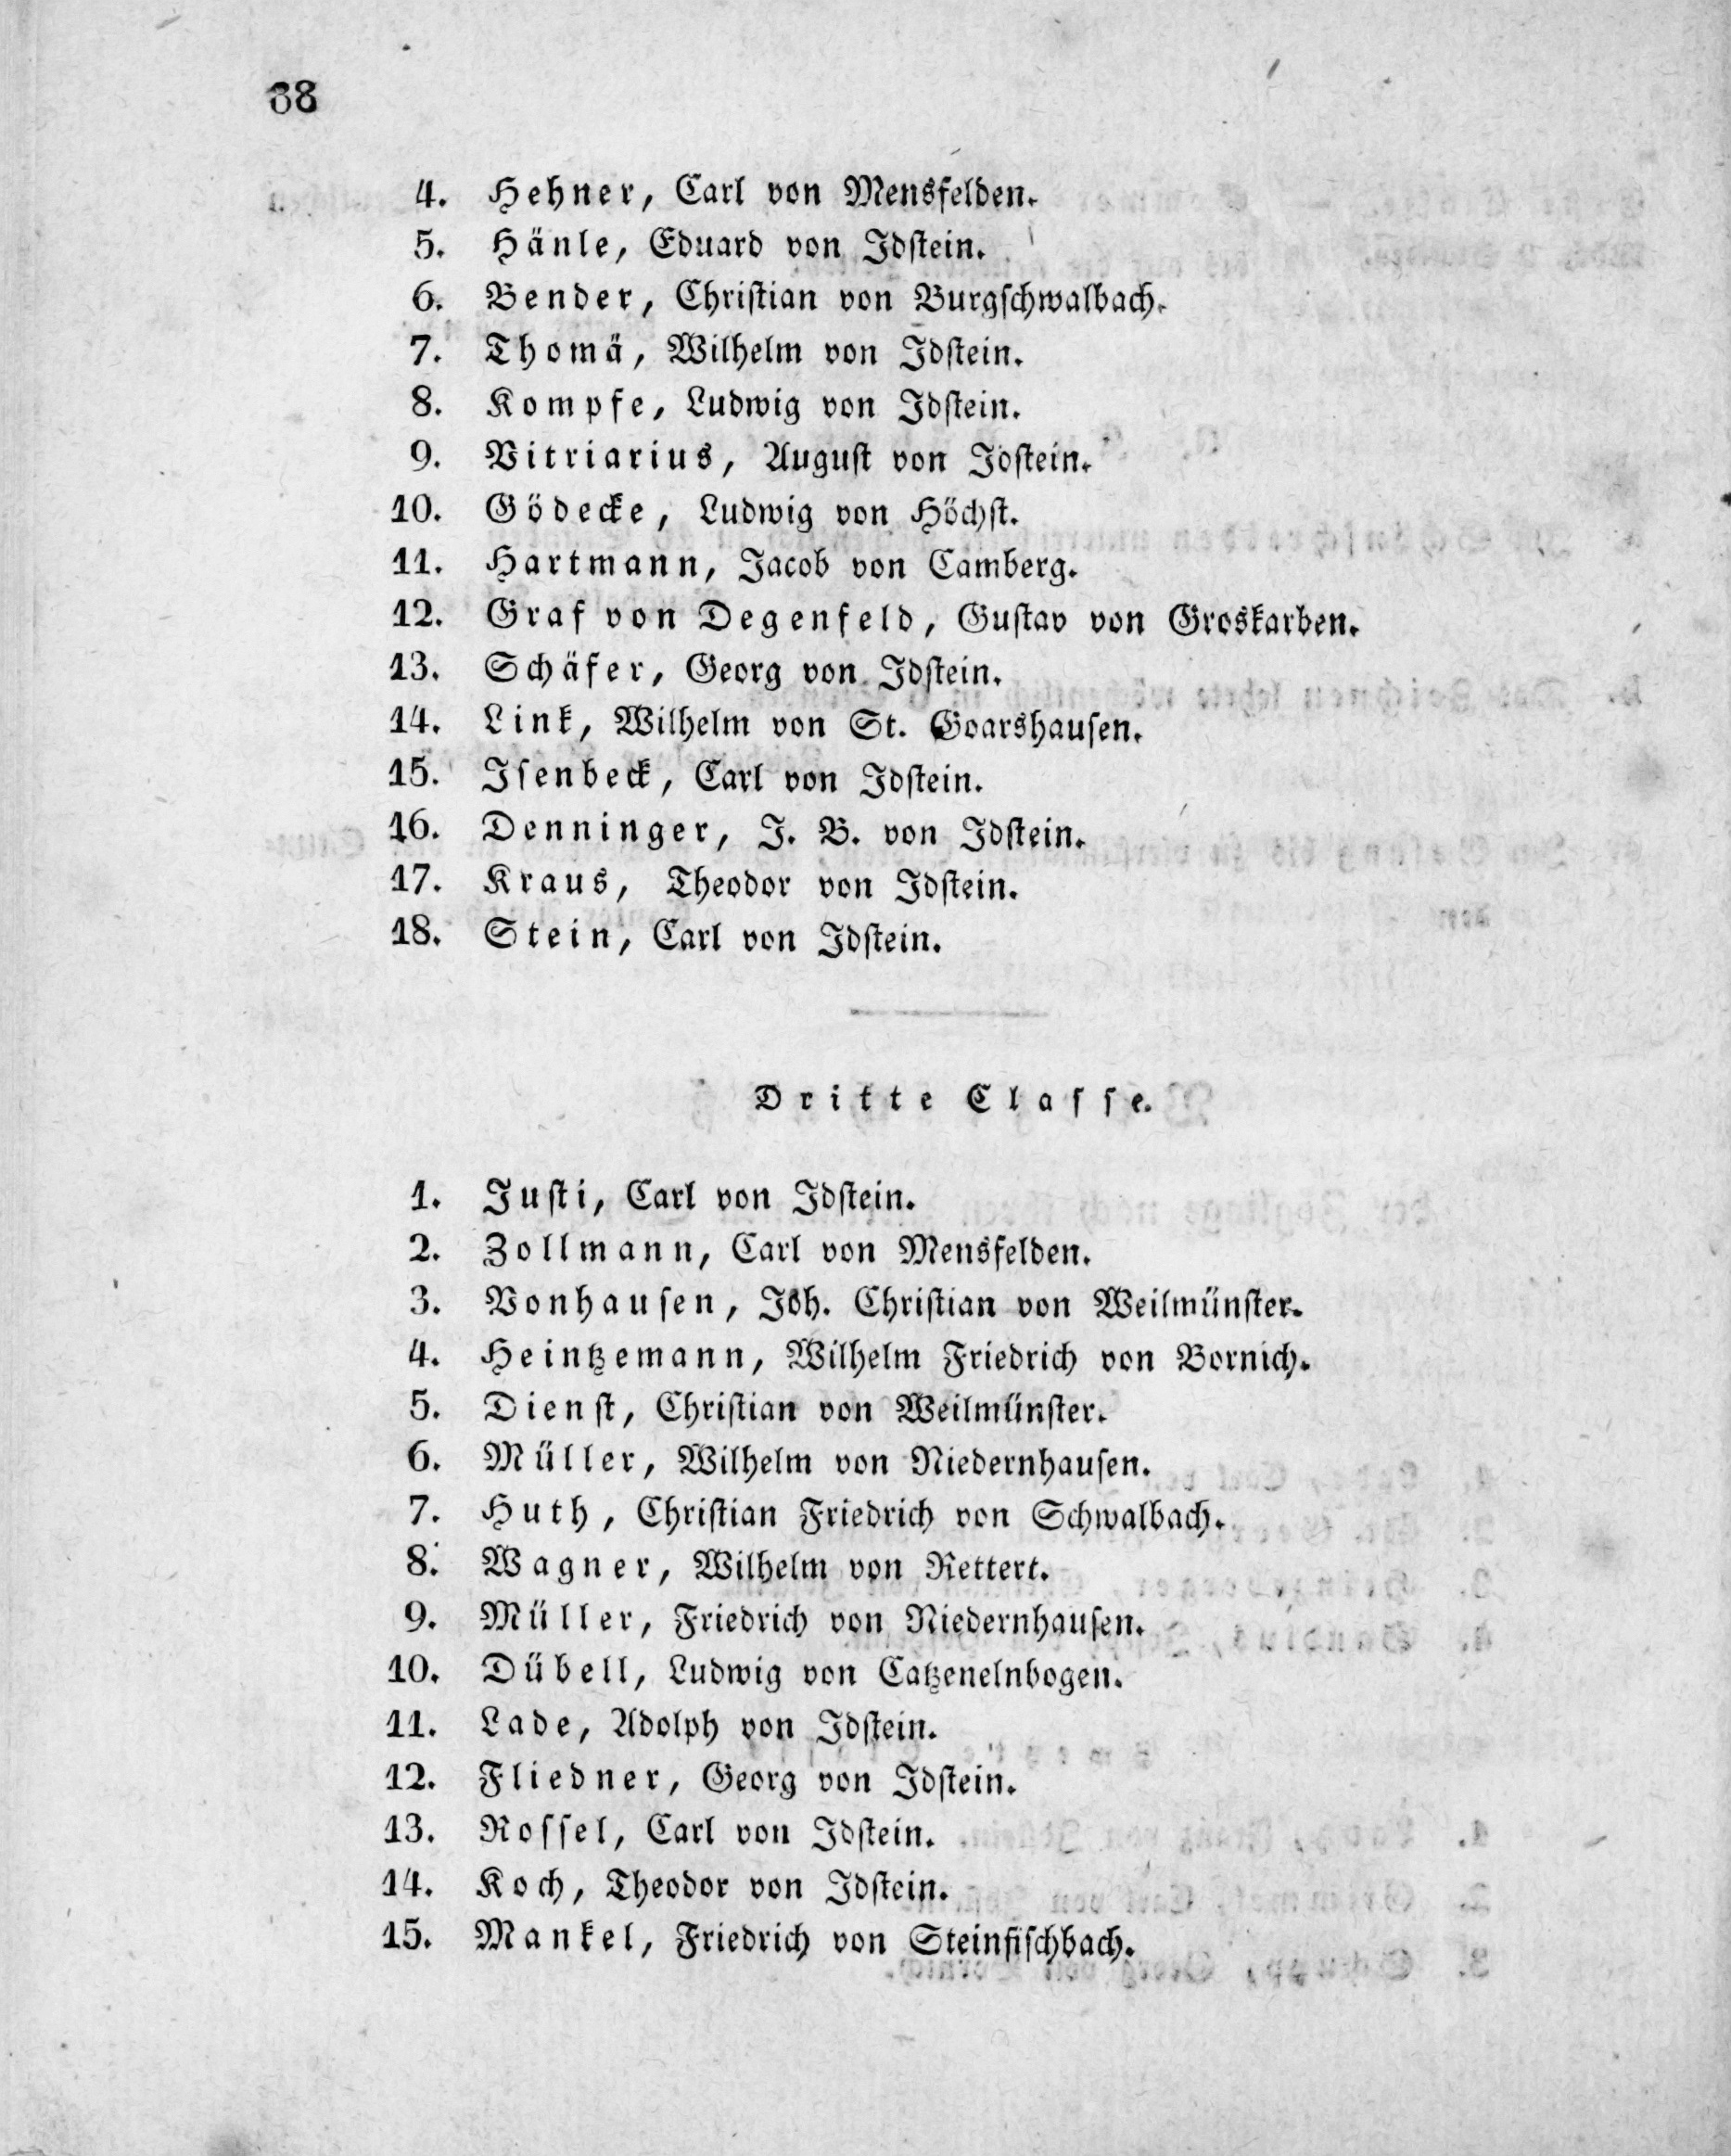 38
4. Hehner, Carl von Mensfelden.
5. Hänle, Eduard von Idstein.
6. Bender, Christian von Burgschwalbach.
7. Thomä, Wilhelm von Idstein.
8. Kompfe, Ludwig von Idstein.
9. Vitriarius, August von Idstein.
10. Gödecke, Ludwig von Höchst.
11. Hartmann, Jacob von Camberg.
12. Graf von Degenfeld, Gustav von Groskarben.
13. Schäfer, Georg von Idstein.
14. Link, Wilhelm von St. Goarshausen.
15. Isenbeck, Carl von Idstein.
16. Denninger, J. B. von Idstein.
17. Kraus, Theodor von Idstein.
18. Stein, Carl von Idstein.
Dritte Classe.
1. Justi, Carl von Idstein.
2. Zollmann, Carl von Mensfelden.
3. Vonhausen, Joh. Christian von Weilmünster.
4. Heintzemann, Wilhelm Friedrich von Bornich.
5. Dienst, Christian von Weilmünster.
6. Müller, Wilhelm von Niedernhausen.
7. Huth, Christian Friedrich von Schwalbach.
8. Wagner, Wilhelm von Rettert.
9. Müller, Friedrich von Niedernhausen.
10. Dübell, Ludwig von Catzenelnbogen.
11. Lade, Adolph von Idstein.
12. Fliedner, Georg von Idstein.
13. Rossel, Carl von Idstein.
14. Koch, Theodor von Idstein.
15. Mankel, Friedrich von Steinfischbach.